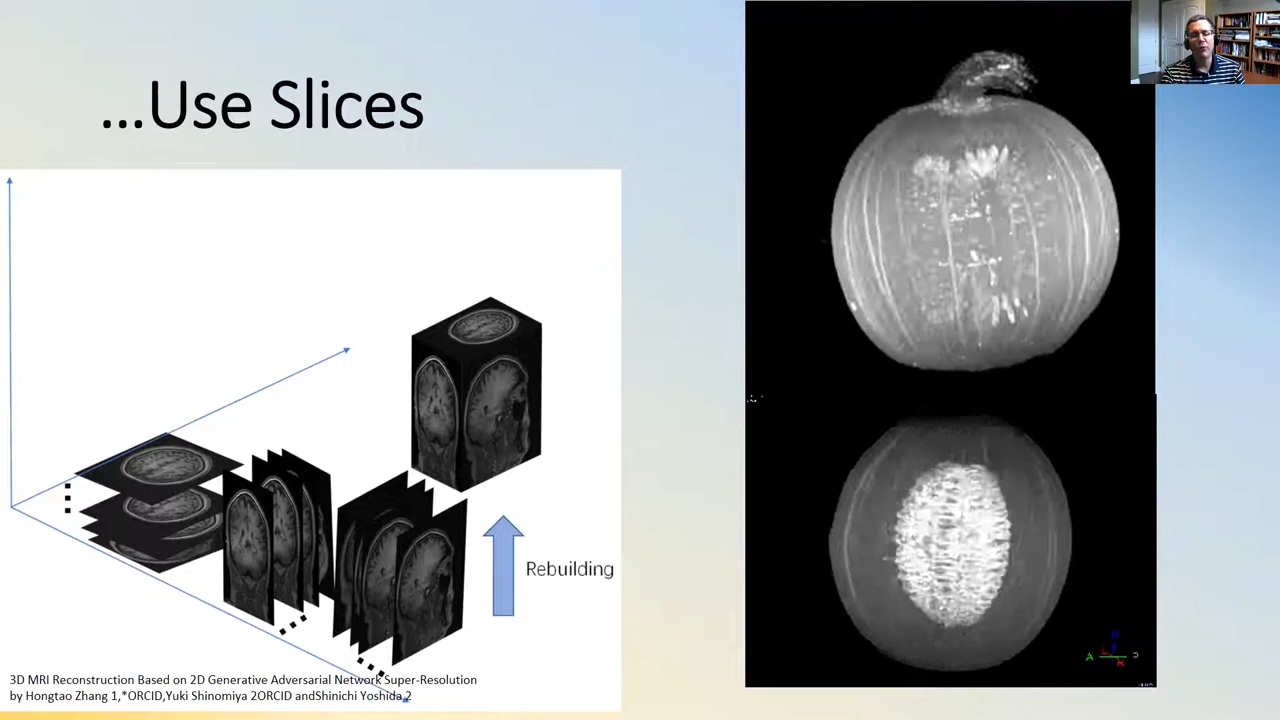 ...Use Slices
Rebuilding
3D MRI Reconstruction Based on 2D Generative Adversarial Network Super-Resolution
by Hongtao Zhang 1,*ORCID,Yuki Shinomiya 2ORCID andShinichi Yoshida 2
A
R